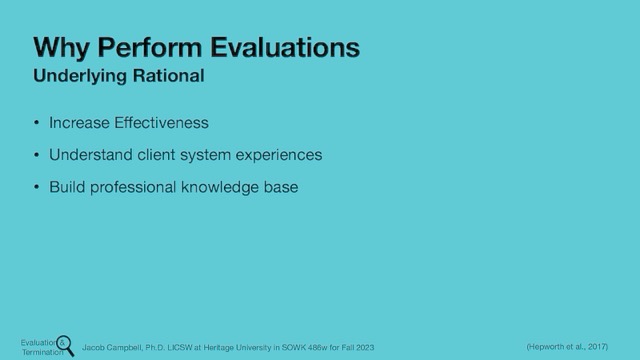 Why Perform Evaluations
Underlying Rational
• Increase Effectiveness
• Understand client system experiences
• Build professional knowledge base
Evaluation &
Termination
Jacob Campbell, Ph.D. LICSW at Heritage University in SOWK 486w for Fall 2023
(Hepworth et al., 2017)